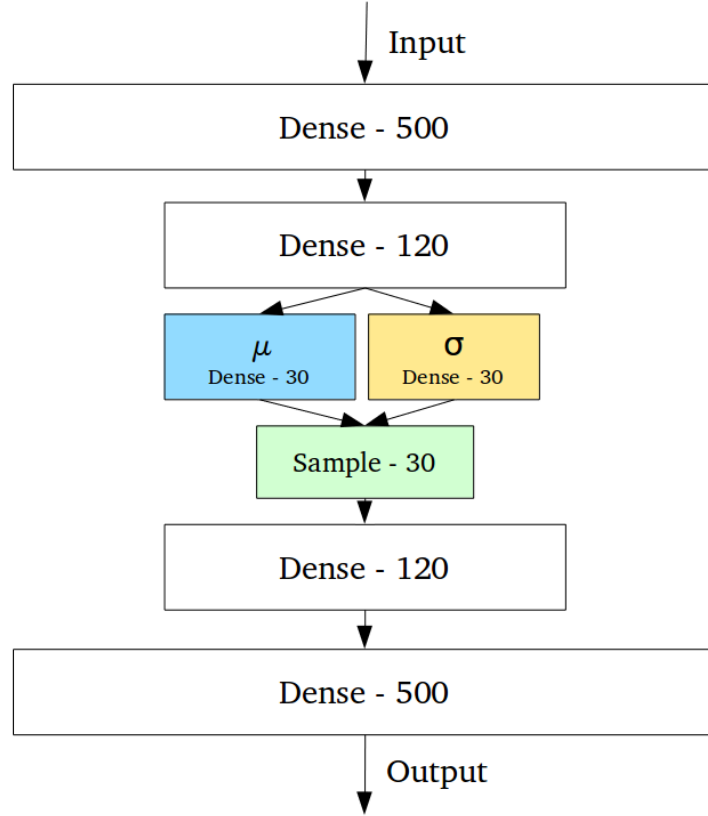 Input
Dense - 500
Dense - 120
μ
Dense - 30
σ
Dense - 30
Sample - 30
Dense - 120
Dense - 500
Output